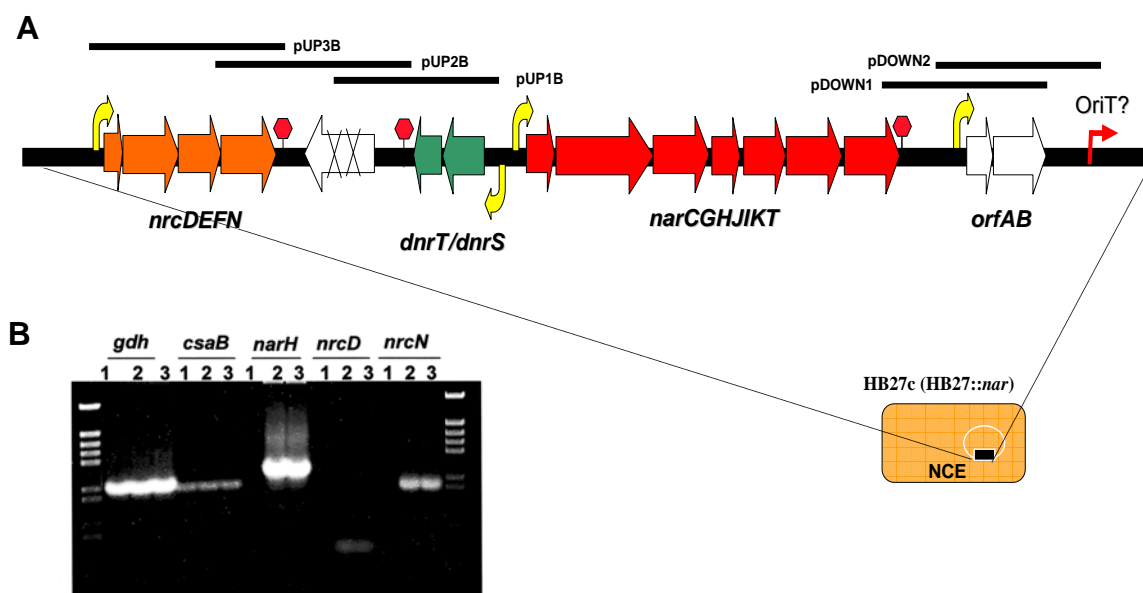 A
pUP3B
pUP2B
pUP1B
pDOWN2
pDOWN1
OriT?
nrcDEFN
dnrT/dnrS
narCGHJIKT
orfAB
B
gdh csaB narH nrcD nrcN
1 2 3 1 2 3 1 2 3 1 2 3 1 2 3
HB27c (HB27::nar)
NCE